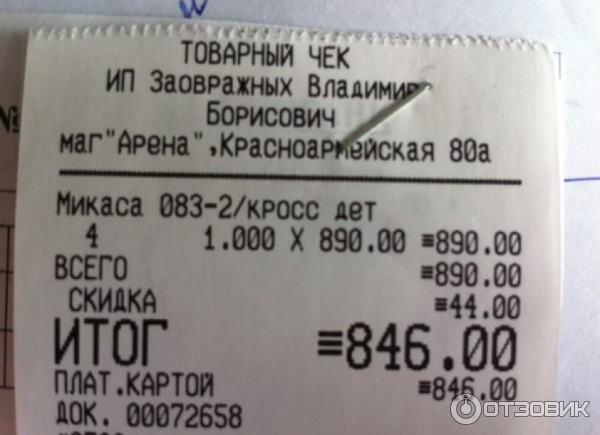 ТОВАРНЫЙ ЧЕК
ИП Заовражных Владимир
Борисович
маг"Арена",Красноармейская 80а
Микаса 083-2/кросс дет
4 1.000 X 890.00 ≡890.00
ВСЕГО ≡890.00
СКИДКА ≡44.00
ИТОГ ≡846.00
ПЛАТ.КАРТОЙ ≡846.00
ДОК. 00072658
ОТЗОВИК